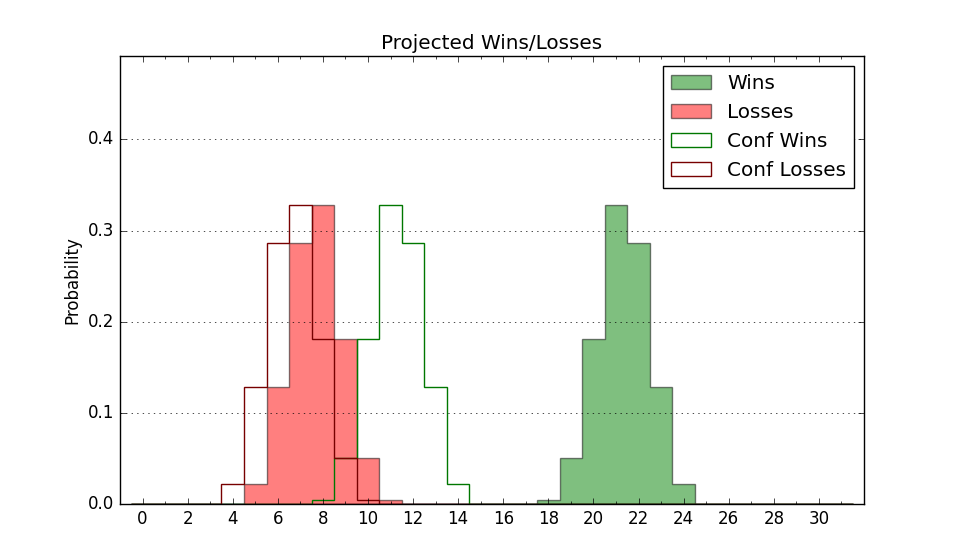 Projected Wins/Losses
Wins
Losses
Conf Wins
Conf Losses
Probability
0.4
0.3
0.2
0.1
0.0
0 2 4 6 8 10 12 14 16 18 20 22 24 26 28 30